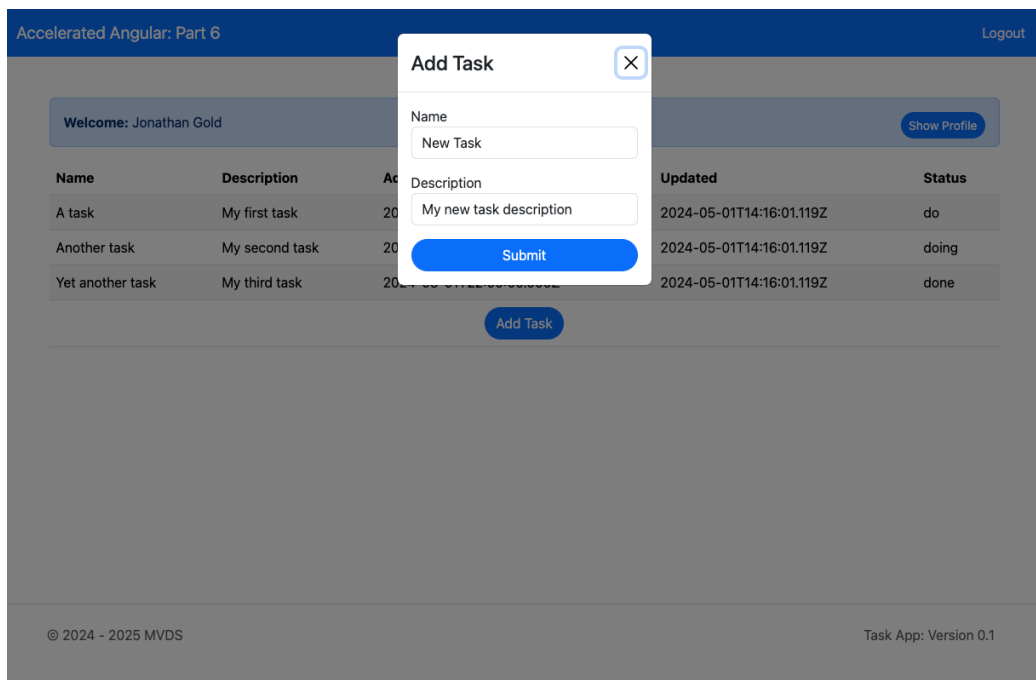 Accelerated Angular: Part 6 Logout
Add Task
Welcome: Jonathan Gold Show Profile
Name
New Task
Description
My new task description
Submit
Name Description Updated Status
A task My first task 20 2024-05-01T14:16:01.119Z do
Another task My second task 20 2024-05-01T14:16:01.119Z doing
Yet another task My third task 2024-05-01T14:16:01.119Z done
Add Task
© 2024 - 2025 MVDS Task App: Version 0.1